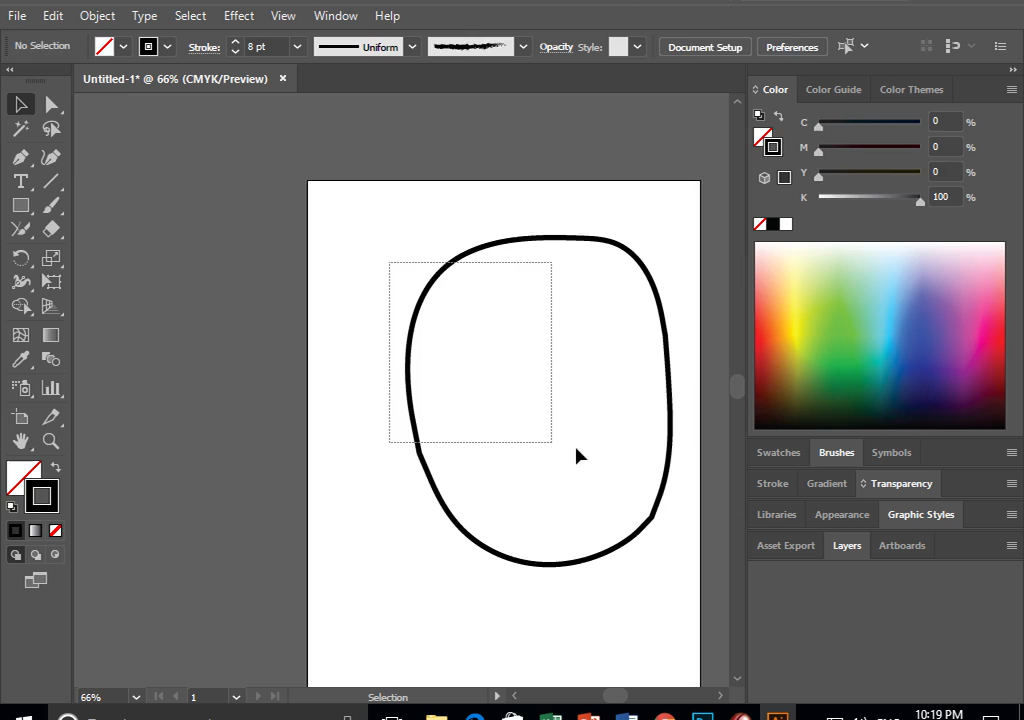 File Edit Object Type Select Effect View Window Help
No Selection Stroke: 8 pt Uniform Opacity Style: Document Setup Preferences
Untitled-1* @ 66% (CMYK/Preview)
Color Color Guide Color Themes
C 0 %
M 0 %
Y 0 %
K 100 %
Swatches Brushes Symbols
Stroke Gradient Transparency
Libraries Appearance Graphic Styles
Asset Export Layers Artboards
66% 1 Selection
10:19 PM